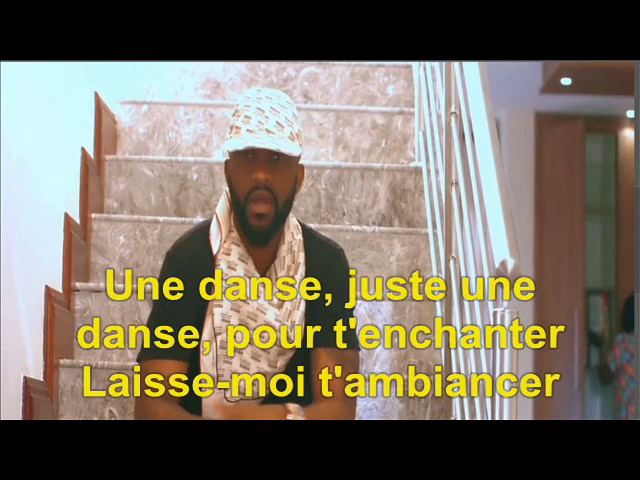 Une danse, juste une
danse, pour t'enchanter
Laisse-moi t'ambiancer